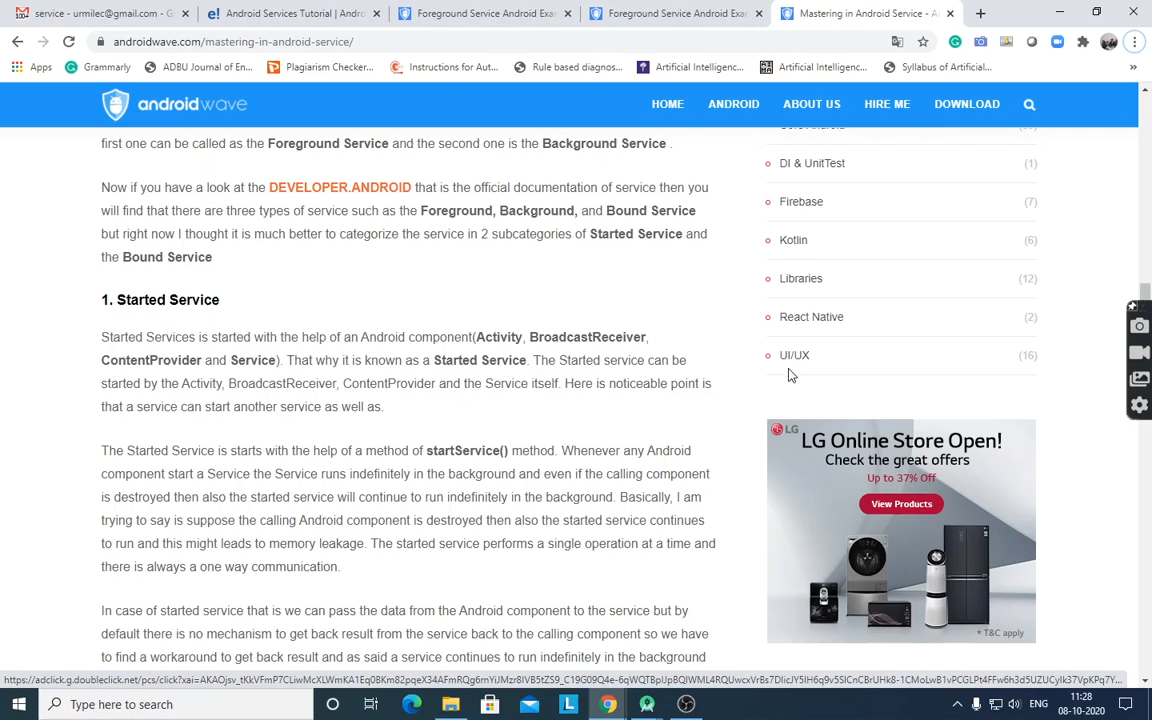 service - urmilec@gmail.com - G
Android Services Tutorial | Andro
Foreground Service Android Exam
Foreground Service Android Exam
Mastering in Android Service - A
androidwave.com/mastering-in-android-service/
Apps
Grammarly
ADBU Journal of En...
Plagiarism Checker...
Instructions for Aut...
Rule based diagnos...
Artificial Intelligenc...
Artificial Intelligenc...
Syllabus of Artificial...
androidwave
HOME
ANDROID
ABOUT US
HIRE ME
DOWNLOAD
first one can be called as the Foreground Service and the second one is the Background Service .
Now if you have a look at the DEVELOPER.ANDROID that is the official documentation of service then you
will find that there are three types of service such as the Foreground, Background, and Bound Service
but right now I thought it is much better to categorize the service in 2 subcategories of Started Service and
the Bound Service
1. Started Service
Started Services is started with the help of an Android component(Activity, BroadcastReceiver,
ContentProvider and Service). That why it is known as a Started Service. The Started service can be
started by the Activity, BroadcastReceiver, ContentProvider and the Service itself. Here is noticeable point is
that a service can start another service as well as.
The Started Service is starts with the help of a method of startService() method. Whenever any Android
component start a Service the Service runs indefinitely in the background and even if the calling component
is destroyed then also the started service will continue to run indefinitely in the background. Basically, I am
trying to say is suppose the calling Android component is destroyed then also the started service continues
to run and this might leads to memory leakage. The started service performs a single operation at a time and
there is always a one way communication.
In case of started service that is we can pass the data from the Android component to the service but by
default there is no mechanism to get back result from the service back to the calling component so we have
to find a workaround to get back result and as said a service continues to run indefinitely in the background
DI & UnitTest (1)
Firebase (7)
Kotlin (6)
Libraries (12)
React Native (2)
UI/UX (16)
LG
LG Online Store Open!
Check the great offers
Up to 37% Off
View Products
* T&C apply
Type here to search
ENG
11:28
08-10-2020